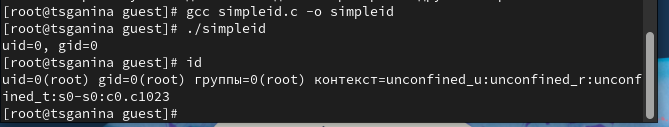 [root@tsganina guest]# gcc simpleid.c -o simpleid
[root@tsganina guest]# ./simpleid
uid=0, gid=0
[root@tsganina guest]# id
uid=0(root) gid=0(root) группы=0(root) контекст=unconfined_u:unconfined_r:unconf
ined_t:s0-s0:c0.c1023
[root@tsganina guest]#